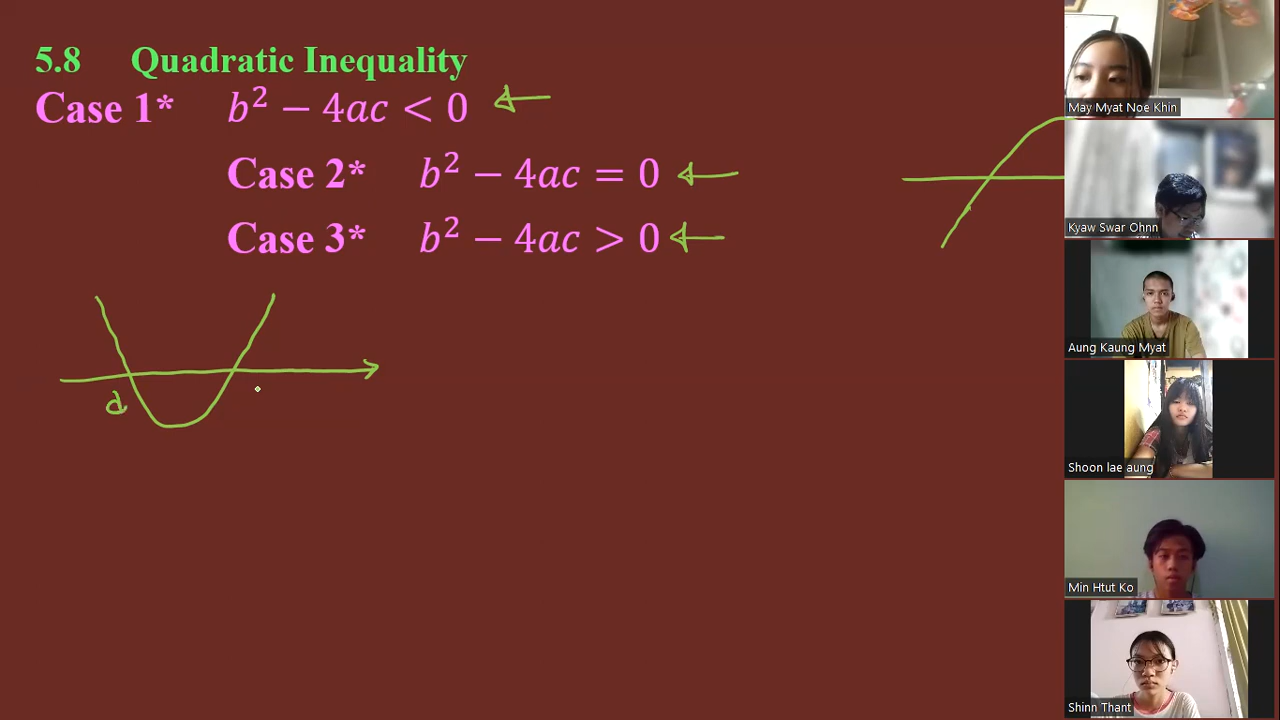 5.8 Quadratic Inequality
Case 1* b² − 4ac < 0
Case 2* b² − 4ac = 0
Case 3* b² − 4ac > 0
May Myat Noe Khin
Kyaw Swar Ohnn
Aung Kaung Myat
Shoon lae aung
Min Htut Ko
Shinn Thant